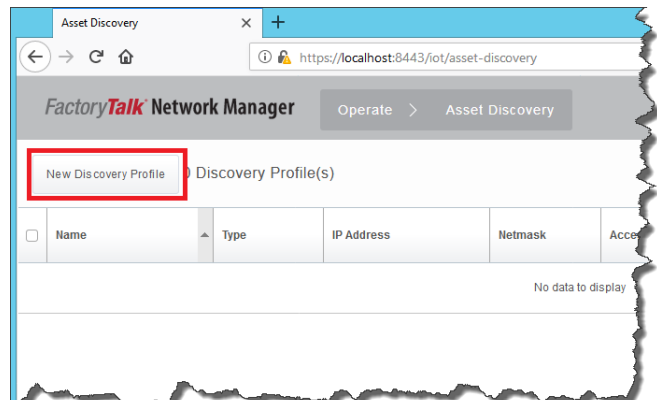 Asset Discovery
https://localhost:8443/iot/asset-discovery
FactoryTalk Network Manager Operate > Asset Discovery
New Discovery Profile 0 Discovery Profile(s)
Name Type IP Address Netmask
No data to display